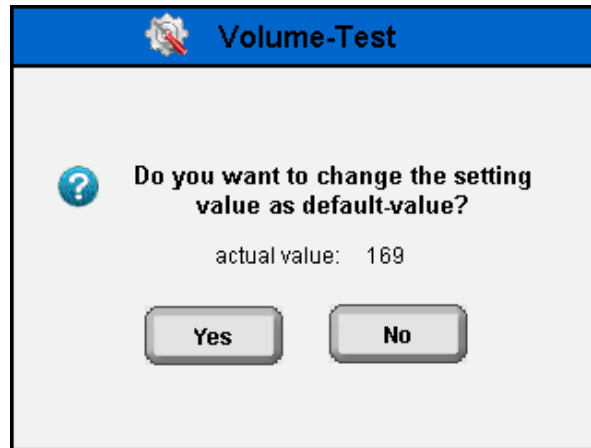 Volume-Test
Do you want to change the setting
value as default-value?
actual value: 169
Yes No